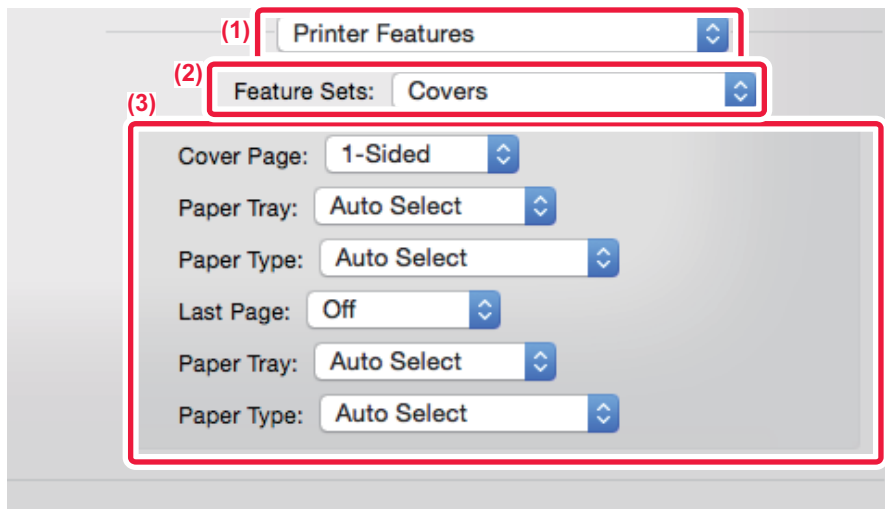 (1) Printer Features
(2) Feature Sets: Covers
(3)
Cover Page: 1-Sided
Paper Tray: Auto Select
Paper Type: Auto Select
Last Page: Off
Paper Tray: Auto Select
Paper Type: Auto Select